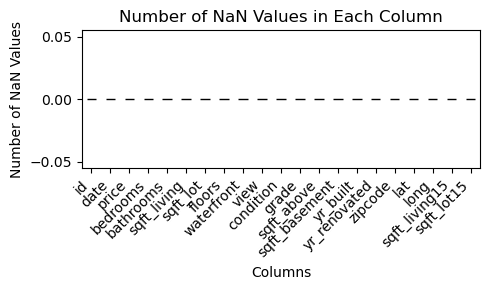 Number of NaN Values in Each Column
Number of NaN Values
0.05
0.00
−0.05
id
date
price
bedrooms
bathrooms
sqft_living
sqft_lot
floors
waterfront
view
condition
grade
sqft_above
sqft_basement
yr_built
yr_renovated
zipcode
lat
long
sqft_living15
sqft_lot15
Columns